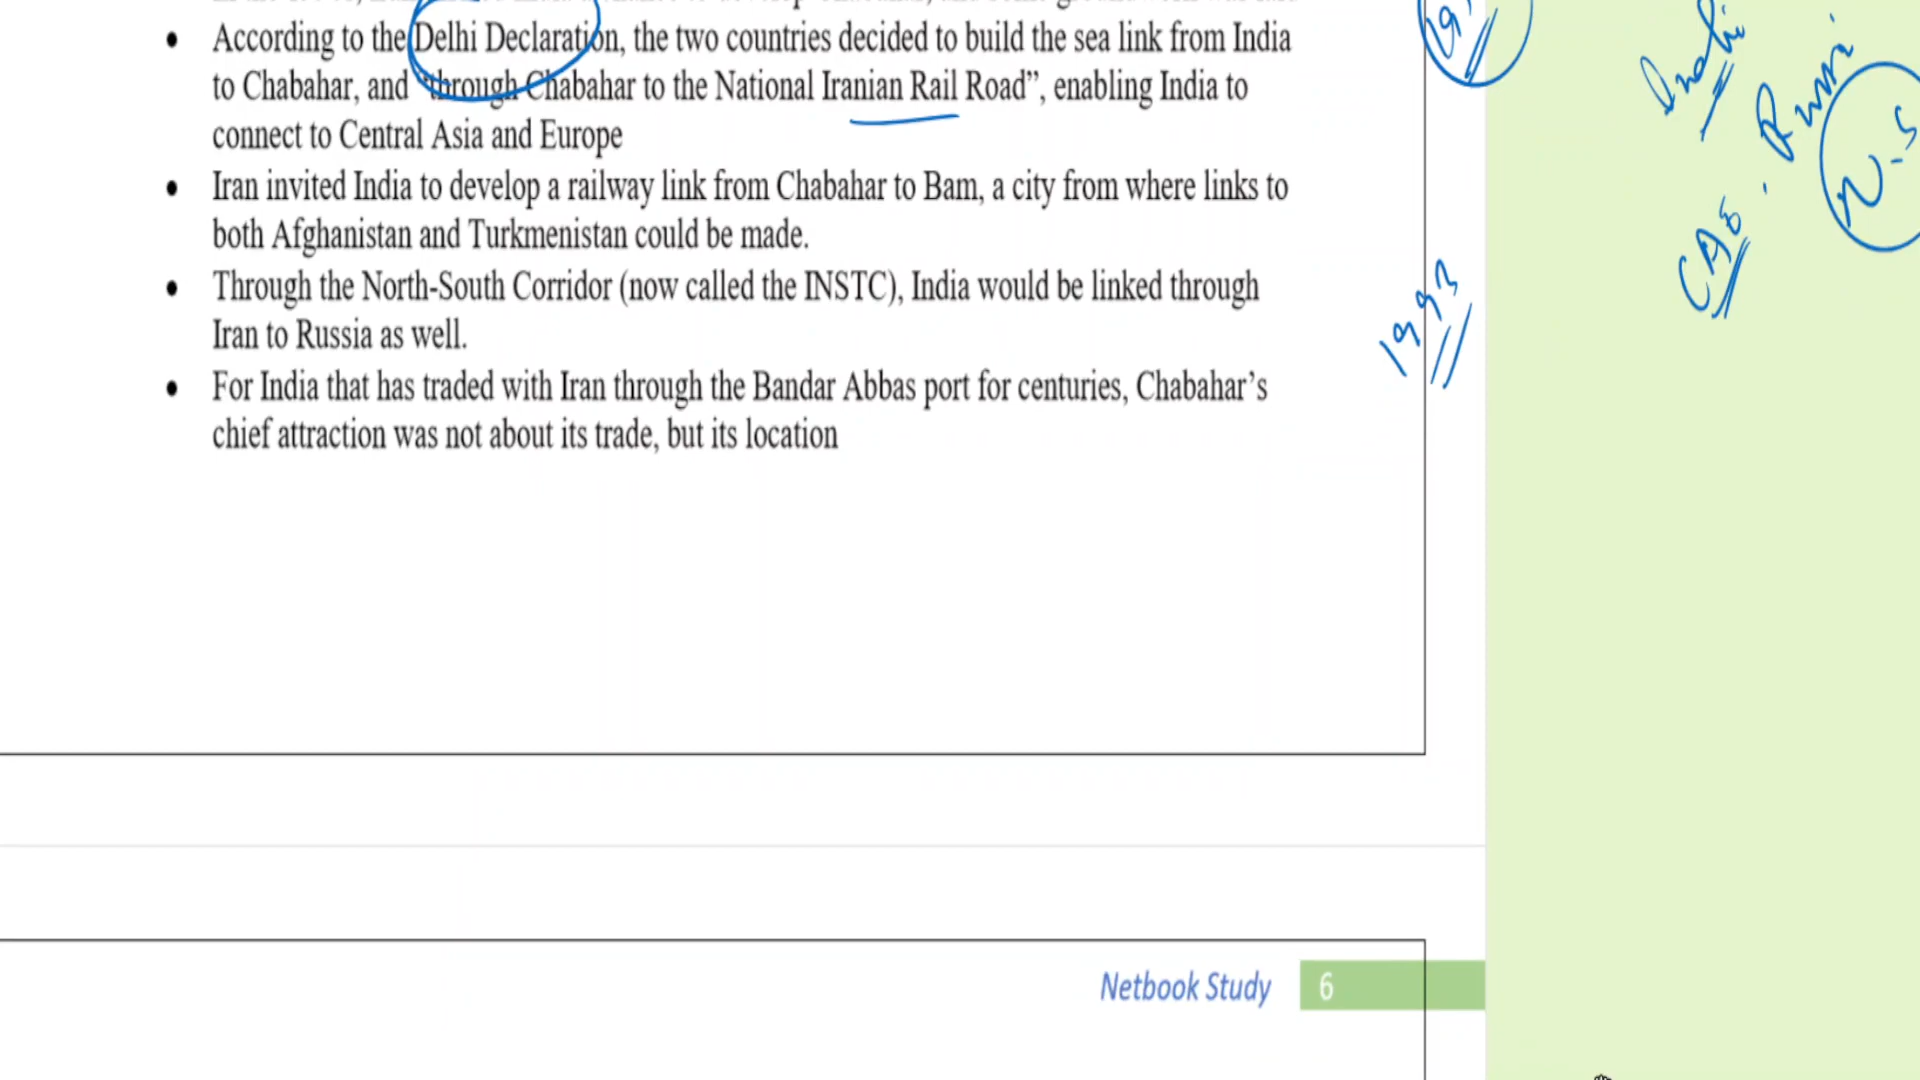 According to the Delhi Declaration, the two countries decided to build the sea link from India
to Chabahar, and “through Chabahar to the National Iranian Rail Road”, enabling India to
connect to Central Asia and Europe
Iran invited India to develop a railway link from Chabahar to Bam, a city from where links to
both Afghanistan and Turkmenistan could be made.
Through the North-South Corridor (now called the INSTC), India would be linked through
Iran to Russia as well.
For India that has traded with Iran through the Bandar Abbas port for centuries, Chabahar’s
chief attraction was not about its trade, but its location
1993
N-S
Netbook Study 6